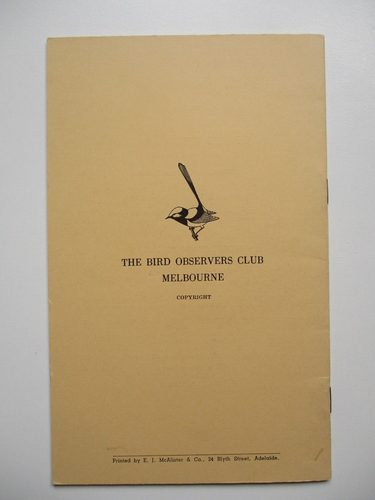 THE BIRD OBSERVERS CLUB
MELBOURNE
COPYRIGHT
Printed by E. J. McAlister & Co., 24 Blyth Street, Adelaide.